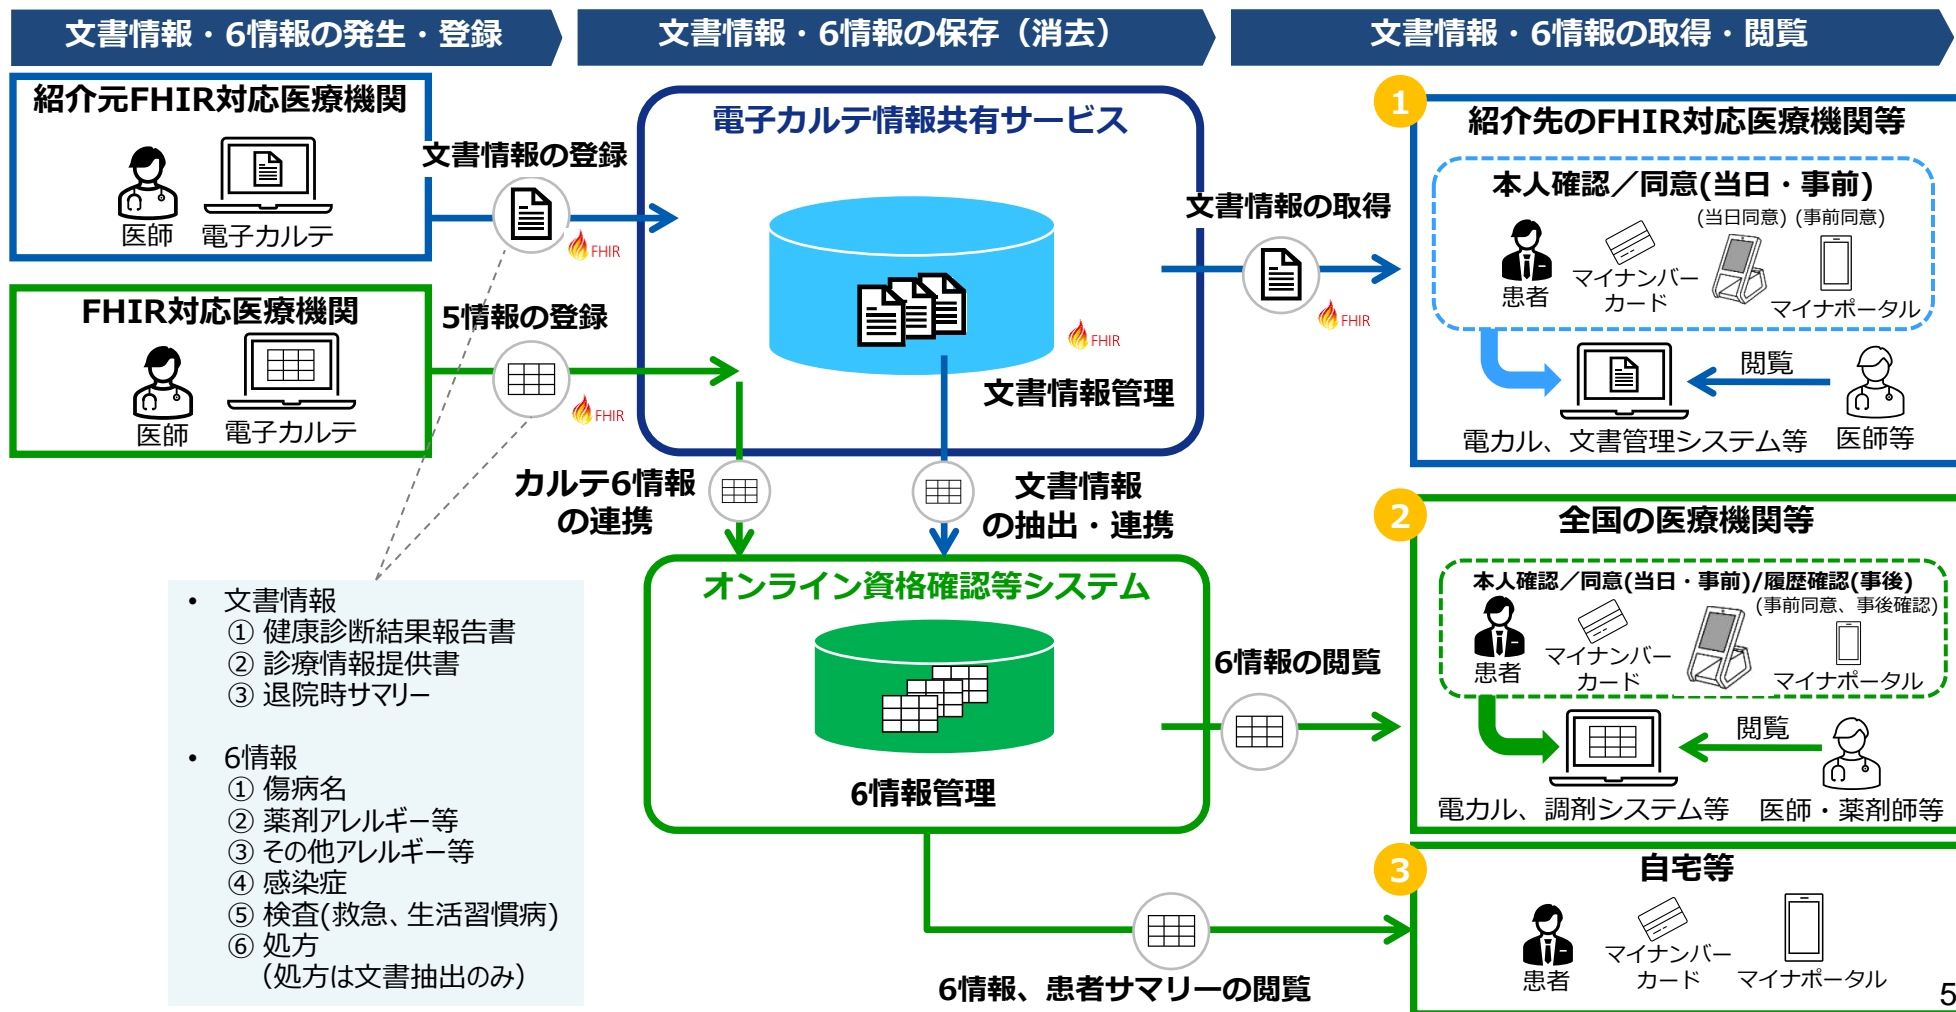 文書情報・6情報の発生・登録
文書情報・6情報の保存（消去）
文書情報・6情報の取得・閲覧
紹介元FHIR対応医療機関
医師
電子カルテ
文書情報の登録
FHIR
FHIR対応医療機関
医師
電子カルテ
5情報の登録
FHIR
電子カルテ情報共有サービス
FHIR
文書情報管理
カルテ6情報
の連携
文書情報
の抽出・連携
オンライン資格確認等システム
6情報管理
• 文書情報
① 健康診断結果報告書
② 診療情報提供書
③ 退院時サマリー
• 6情報
① 傷病名
② 薬剤アレルギー等
③ その他アレルギー等
④ 感染症
⑤ 検査(救急、生活習慣病)
⑥ 処方
（処方は文書抽出のみ）
文書情報の取得
FHIR
6情報の閲覧
6情報、患者サマリーの閲覧
1
紹介先のFHIR対応医療機関等
本人確認／同意(当日・事前)
(当日同意) (事前同意)
患者
マイナンバー
カード
マイナポータル
閲覧
電カル、文書管理システム等
医師等
2
全国の医療機関等
本人確認／同意(当日・事前)/履歴確認(事後)
(事前同意、事後確認)
患者
マイナンバー
カード
マイナポータル
閲覧
電カル、調剤システム等
医師・薬剤師等
3
自宅等
患者
マイナンバー
カード
マイナポータル
5